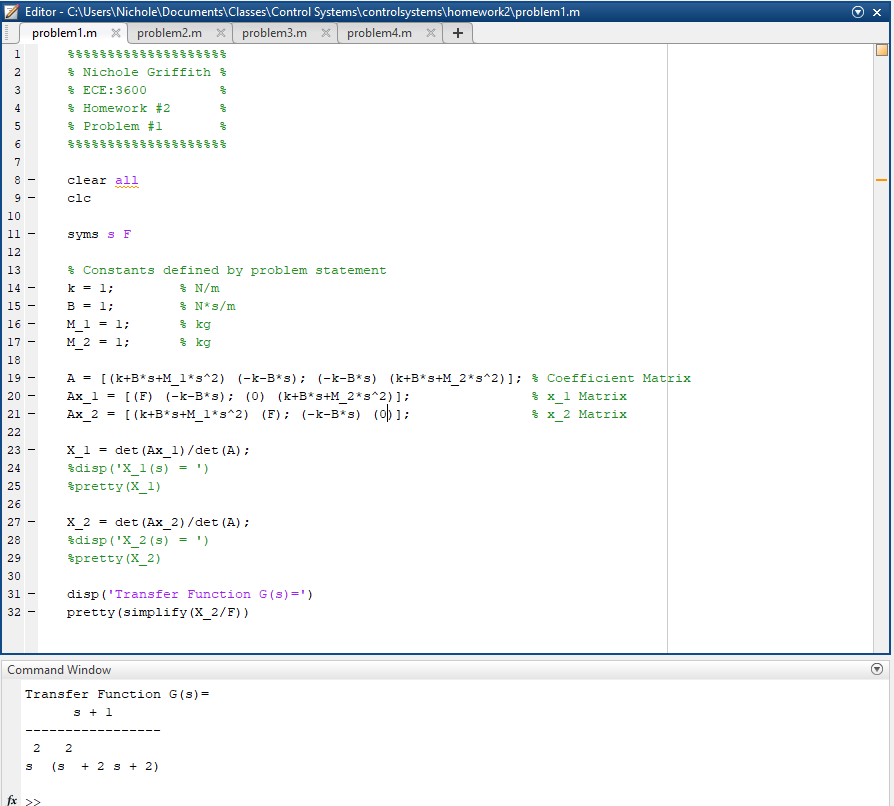 Editor - C:\Users\Nichole\Documents\Classes\Control Systems\controlsystems\homework2\problem1.m
problem1.m problem2.m problem3.m problem4.m +
1 %%%%%%%%%%%%%%%%%%%%
2 % Nichole Griffith %
3 % ECE:3600 %
4 % Homework #2 %
5 % Problem #1 %
6 %%%%%%%%%%%%%%%%%%%%
7
8 - clear all
9 - clc
10
11 - syms s F
12
13 % Constants defined by problem statement
14 - k = 1; % N/m
15 - B = 1; % N*s/m
16 - M_1 = 1; % kg
17 - M_2 = 1; % kg
18
19 - A = [(k+B*s+M_1*s^2) (-k-B*s); (-k-B*s) (k+B*s+M_2*s^2)]; % Coefficient Matrix
20 - Ax_1 = [(F) (-k-B*s); (0) (k+B*s+M_2*s^2)]; % x_1 Matrix
21 - Ax_2 = [(k+B*s+M_1*s^2) (F); (-k-B*s) (0)]; % x_2 Matrix
22
23 - X_1 = det(Ax_1)/det(A);
24 %disp('X_1(s) = ')
25 %pretty(X_1)
26
27 - X_2 = det(Ax_2)/det(A);
28 %disp('X_2(s) = ')
29 %pretty(X_2)
30
31 - disp('Transfer Function G(s)=')
32 - pretty(simplify(X_2/F))
Command Window
Transfer Function G(s)=
s + 1
-----------------
2 2
s (s + 2 s + 2)
fx >>